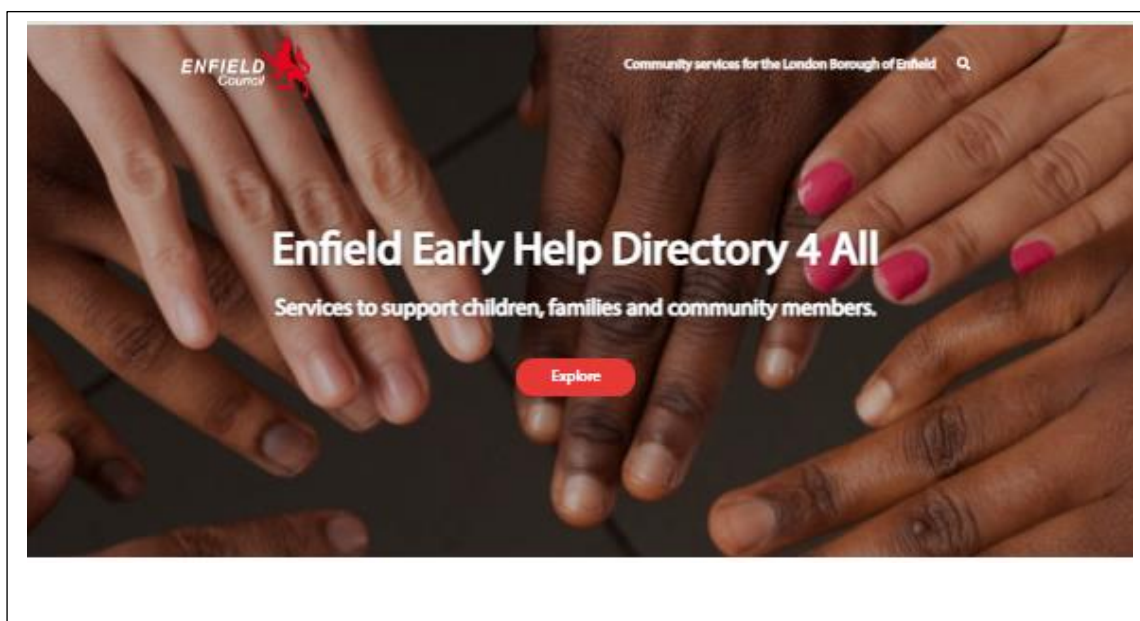 ENFIELD
Council
Community services for the London Borough of Enfield
Enfield Early Help Directory 4 All
Services to support children, families and community members.
Explore